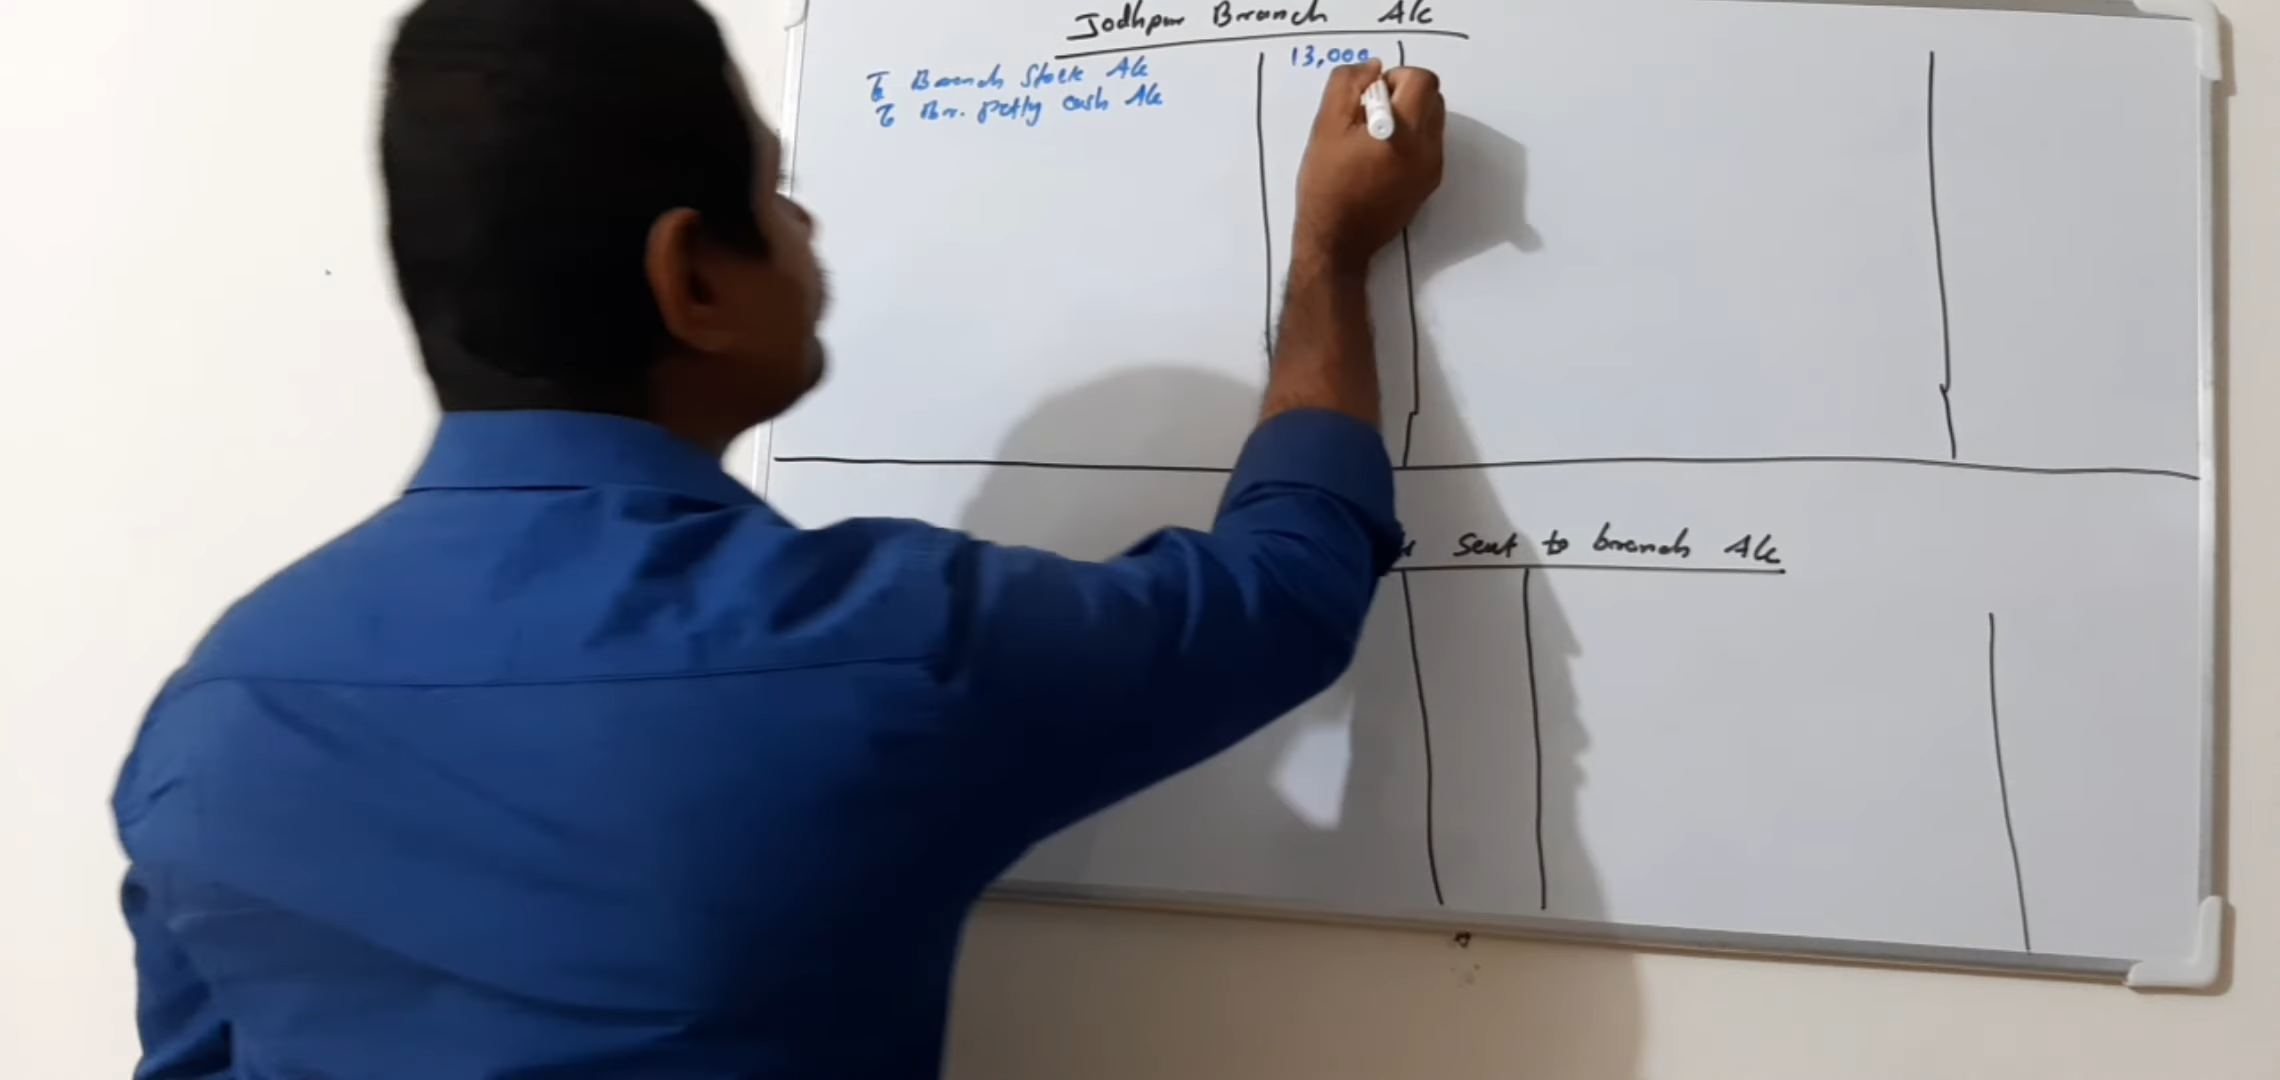 Jodhpur Branch A/c
To Branch Stock A/c 13,000
To Br. Petty cash A/c
sent to branch A/c